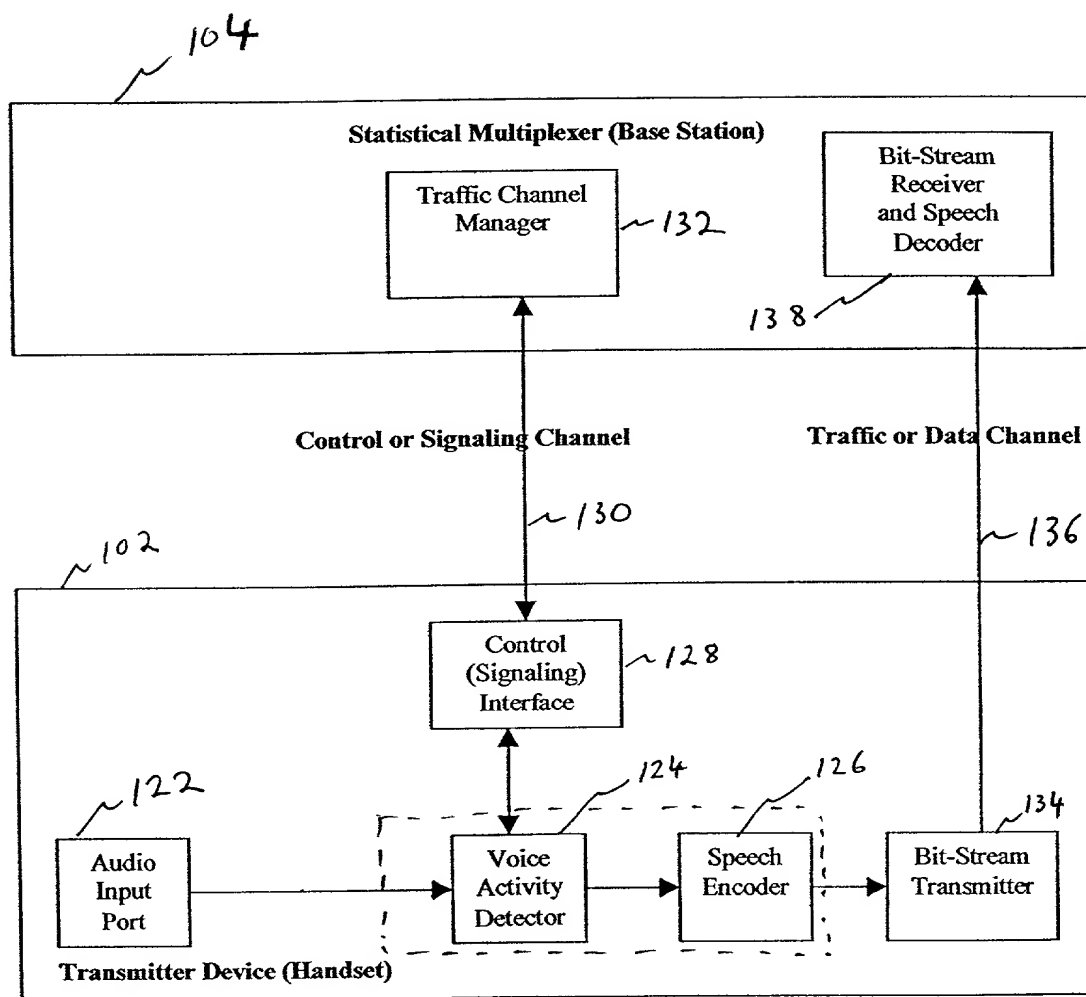 104
Statistical Multiplexer (Base Station)
Traffic Channel
Manager
132
Bit-Stream
Receiver
and Speech
Decoder
138
Control or Signaling Channel
Traffic or Data Channel
130
136
102
Control
(Signaling)
Interface
128
122
124
126
134
Audio
Input
Port
Voice
Activity
Detector
Speech
Encoder
Bit-Stream
Transmitter
Transmitter Device (Handset)